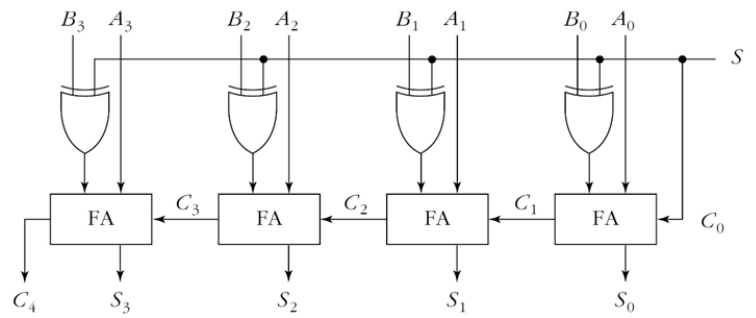 B₃ A₃ B₂ A₂ B₁ A₁ B₀ A₀
S
FA C₃ FA C₂ FA C₁ FA C₀
C₄ S₃ S₂ S₁ S₀